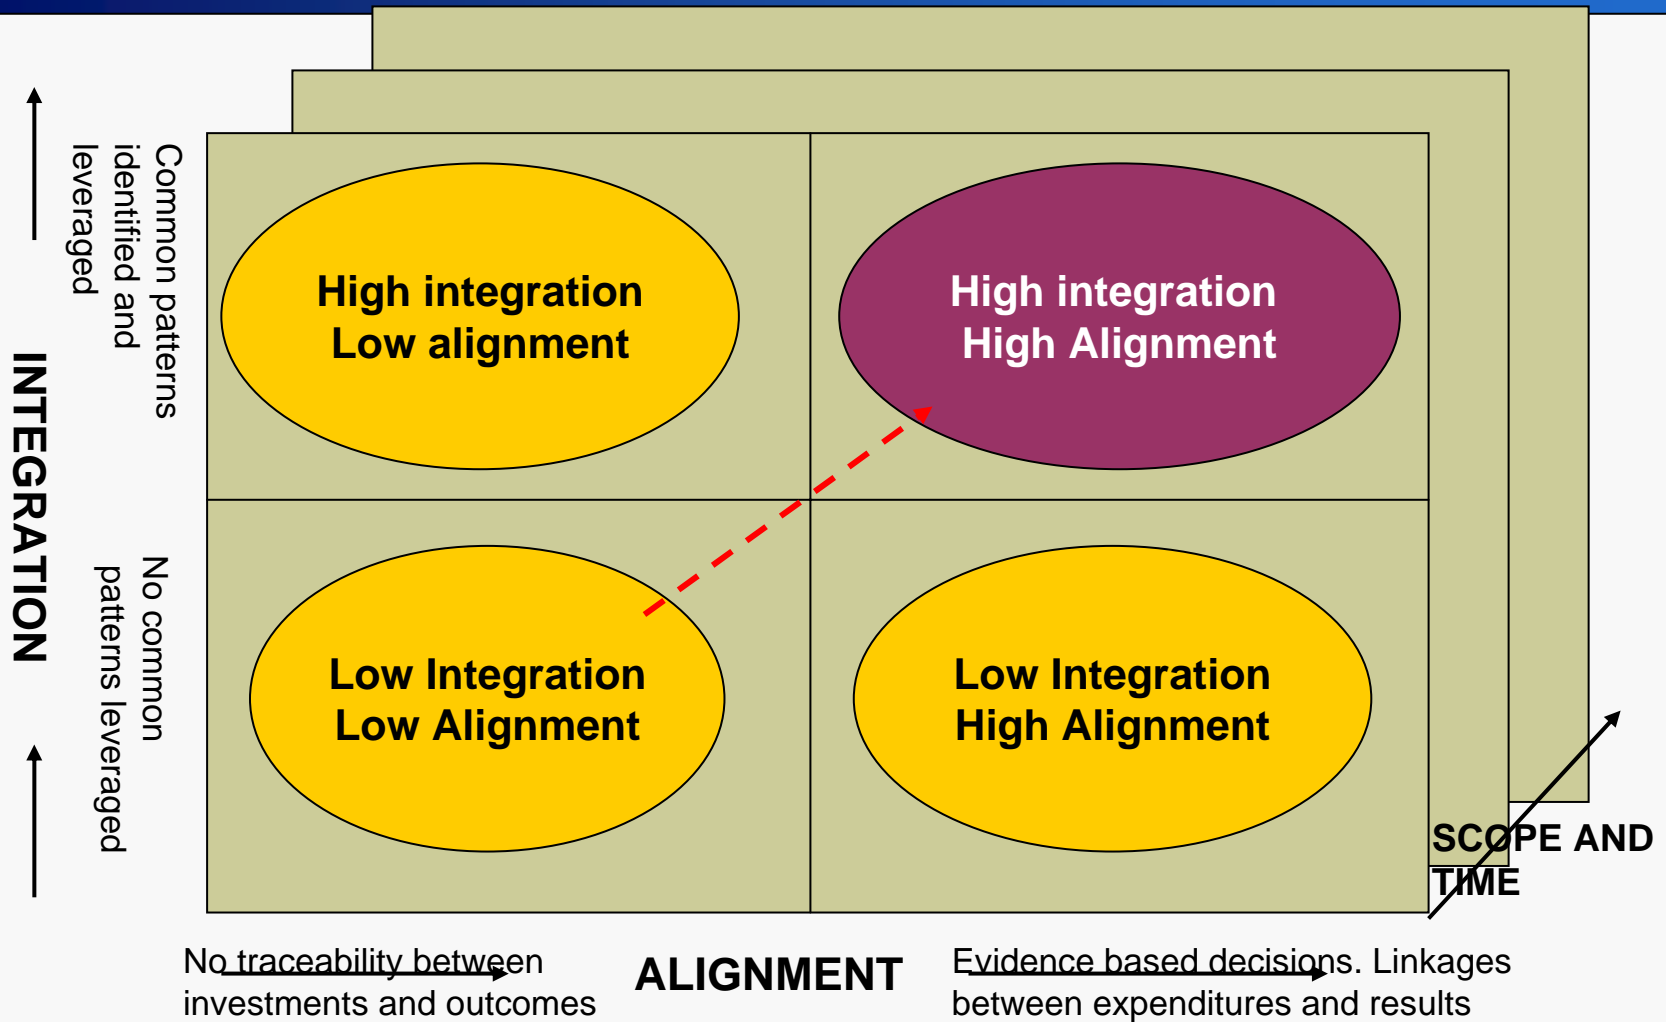 Common patterns
identified and
leveraged
INTEGRATION
No common
patterns leveraged
High integration
Low alignment
High integration
High Alignment
Low Integration
Low Alignment
Low Integration
High Alignment
SCOPE AND
TIME
No traceability between
investments and outcomes
ALIGNMENT
Evidence based decisions. Linkages
between expenditures and results